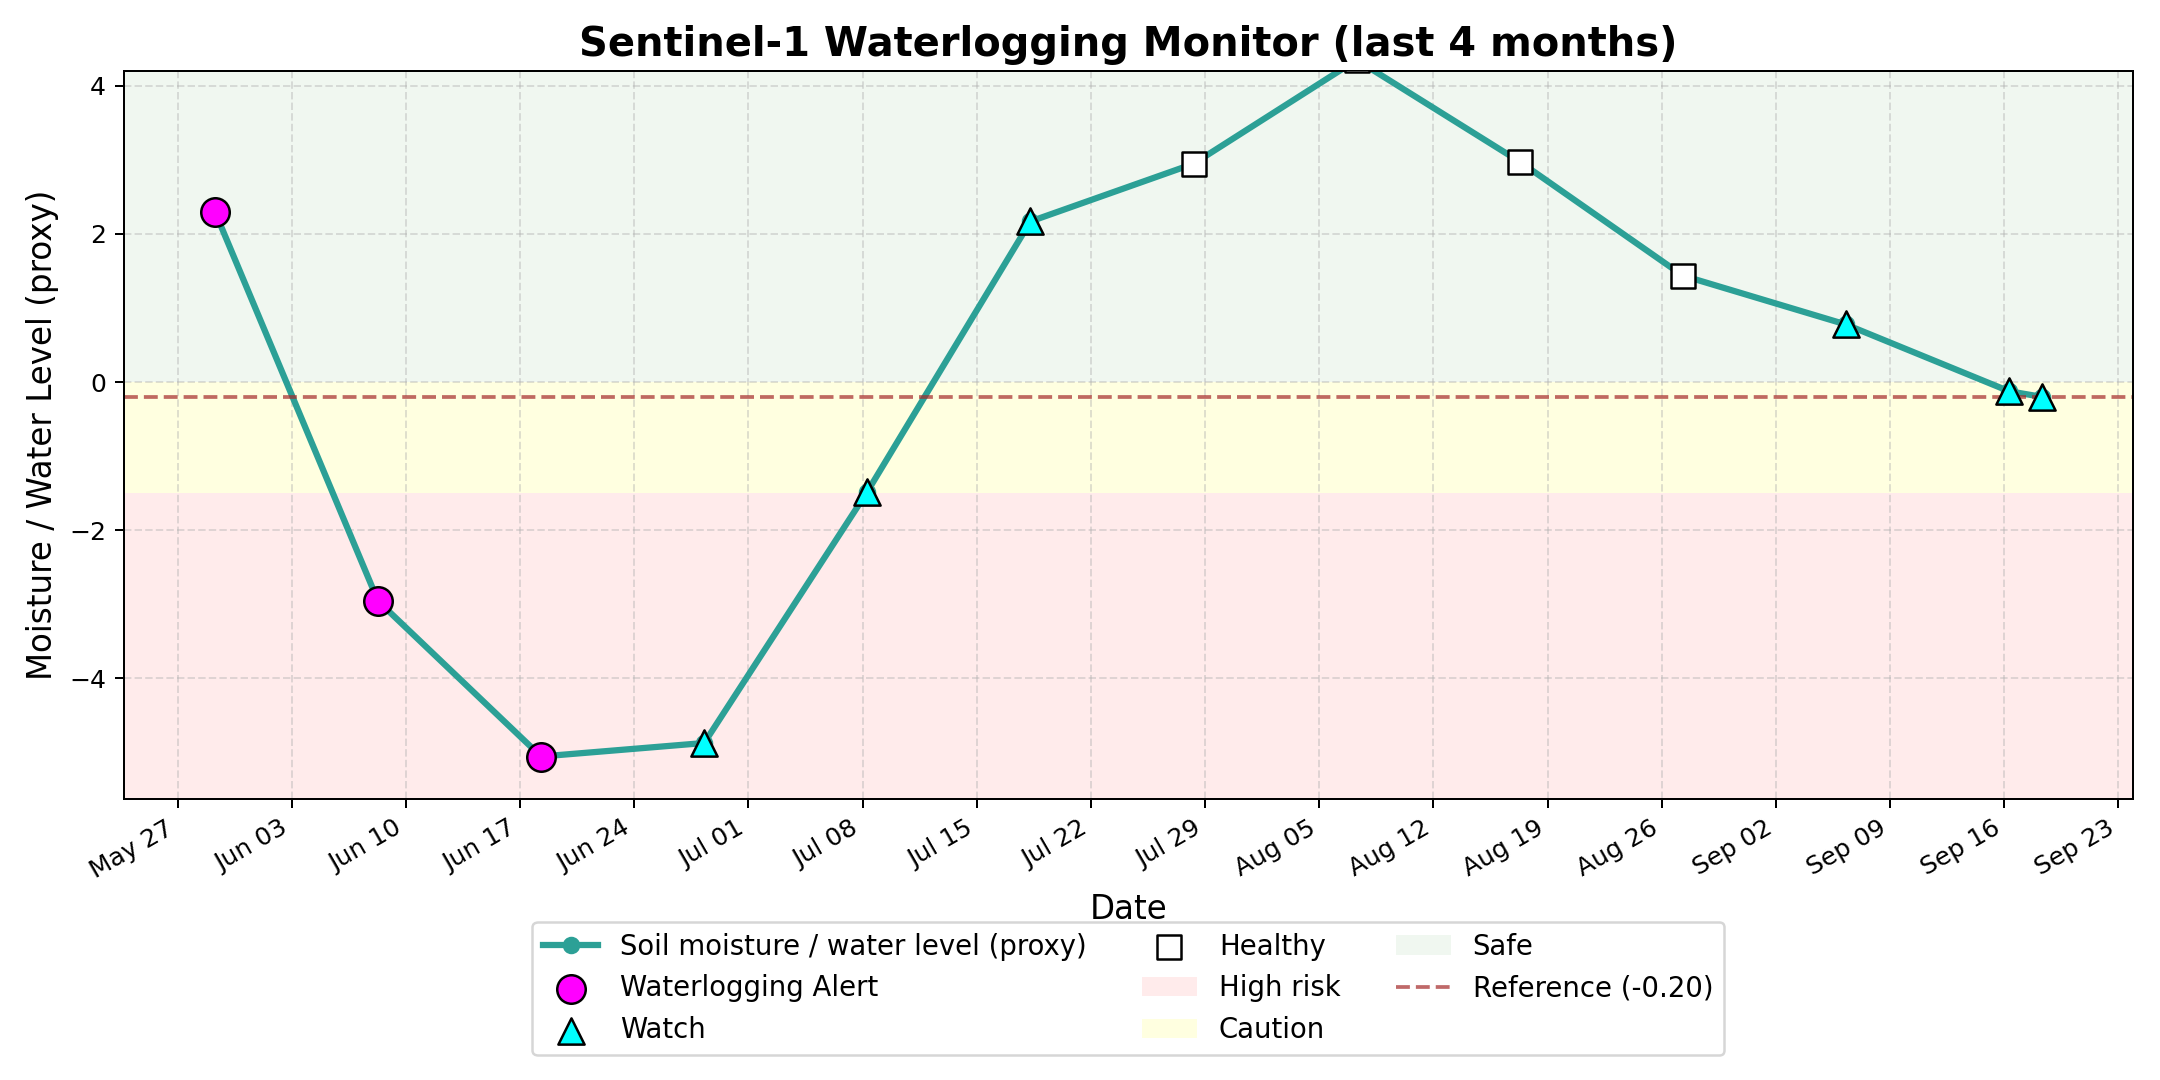 Sentinel-1 Waterlogging Monitor (last 4 months)
Moisture / Water Level (proxy)
4
2
0
−2
−4
May 27
Jun 03
Jun 10
Jun 17
Jun 24
Jul 01
Jul 08
Jul 15
Jul 22
Jul 29
Aug 05
Aug 12
Aug 19
Aug 26
Sep 02
Sep 09
Sep 16
Sep 23
Date
Soil moisture / water level (proxy)
Waterlogging Alert
Watch
Healthy
High risk
Caution
Safe
Reference (-0.20)